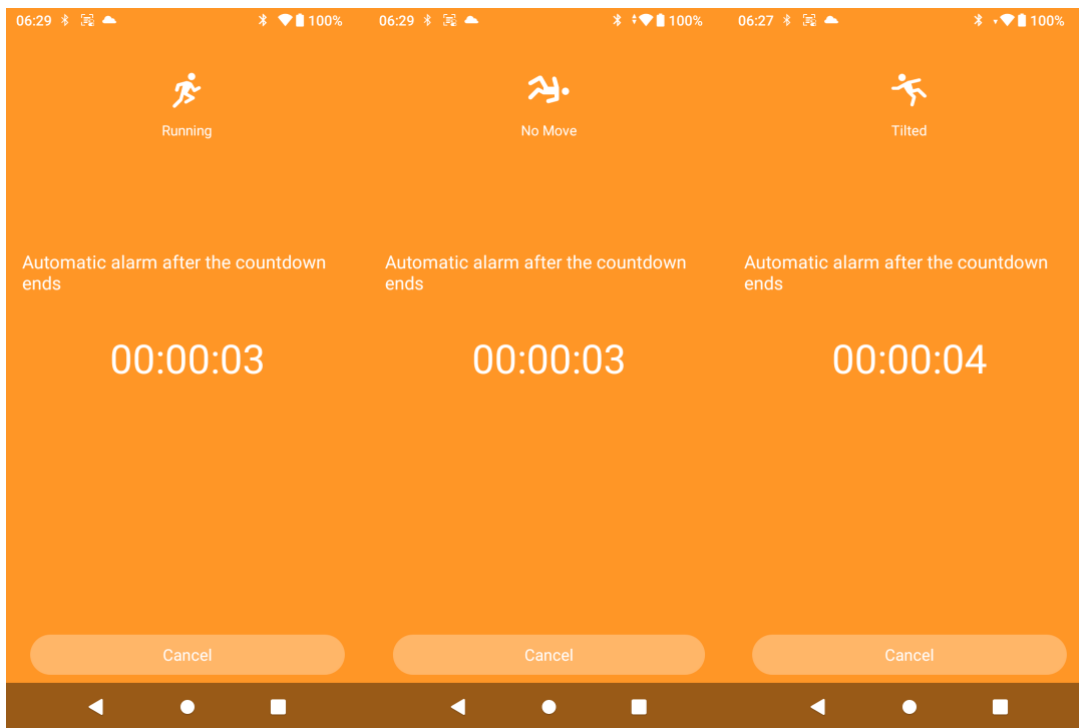 06:29 100%
Running
Automatic alarm after the countdown
ends
00:00:03
Cancel
06:29 100%
No Move
Automatic alarm after the countdown
ends
00:00:03
Cancel
06:27 100%
Tilted
Automatic alarm after the countdown
ends
00:00:04
Cancel